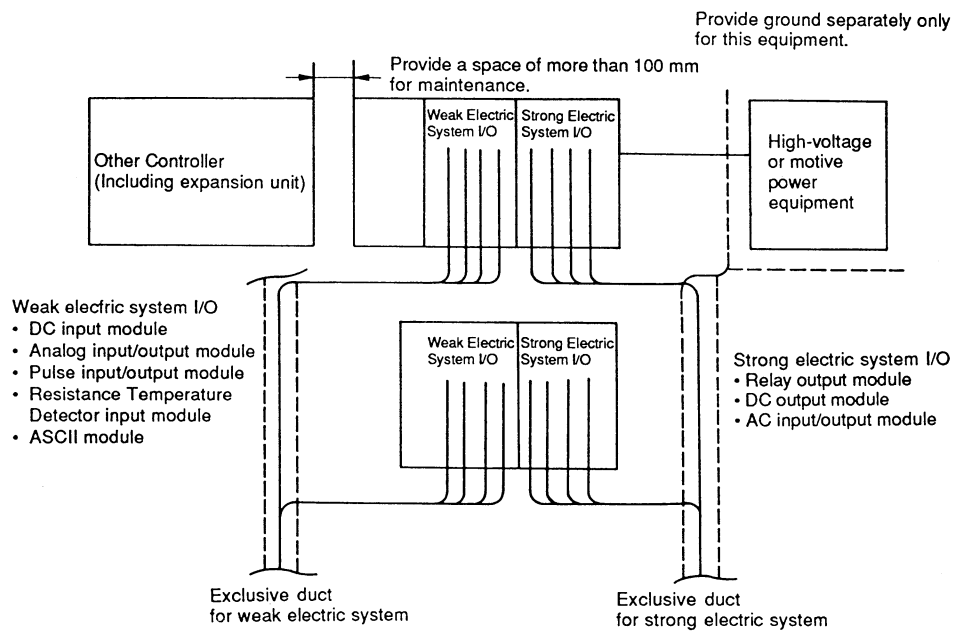 Provide ground separately only
for this equipment.
Provide a space of more than 100 mm
for maintenance.
Other Controller
(Including expansion unit)
Weak Electric
System I/O
Strong Electric
System I/O
High-voltage
or motive
power
equipment
Weak elecfric system I/O
• DC input module
• Analog input/output module
• Pulse input/output module
• Resistance Temperature
Detector input module
• ASCII module
Weak Electric
System I/O
Strong Electric
System I/O
Strong electric system I/O
• Relay output module
• DC output module
• AC input/output module
Exclusive duct
for weak electric system
Exclusive duct
for strong electric system